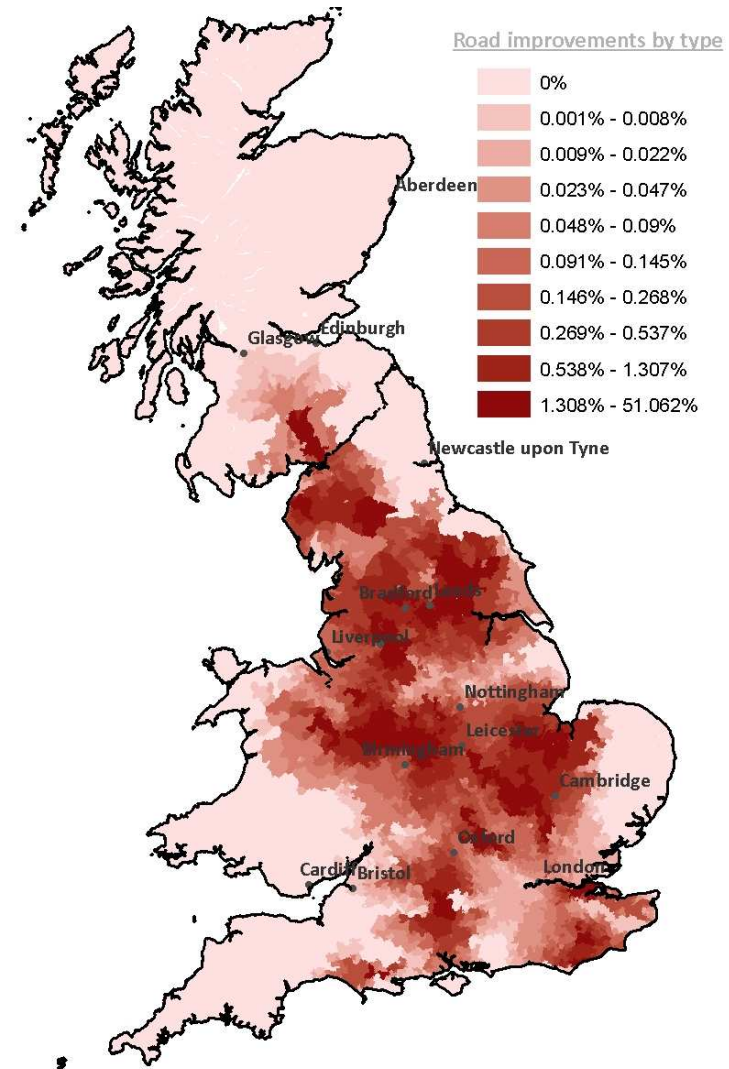 Road improvements by type
0%
0.001% - 0.008%
0.009% - 0.022%
0.023% - 0.047%
0.048% - 0.09%
0.091% - 0.145%
0.146% - 0.268%
0.269% - 0.537%
0.538% - 1.307%
1.308% - 51.062%
Aberdeen
Glasgow
Edinburgh
Newcastle upon Tyne
Bradford
Leeds
Liverpool
Nottingham
Leicester
Birmingham
Cambridge
Oxford
London
Cardiff
Bristol